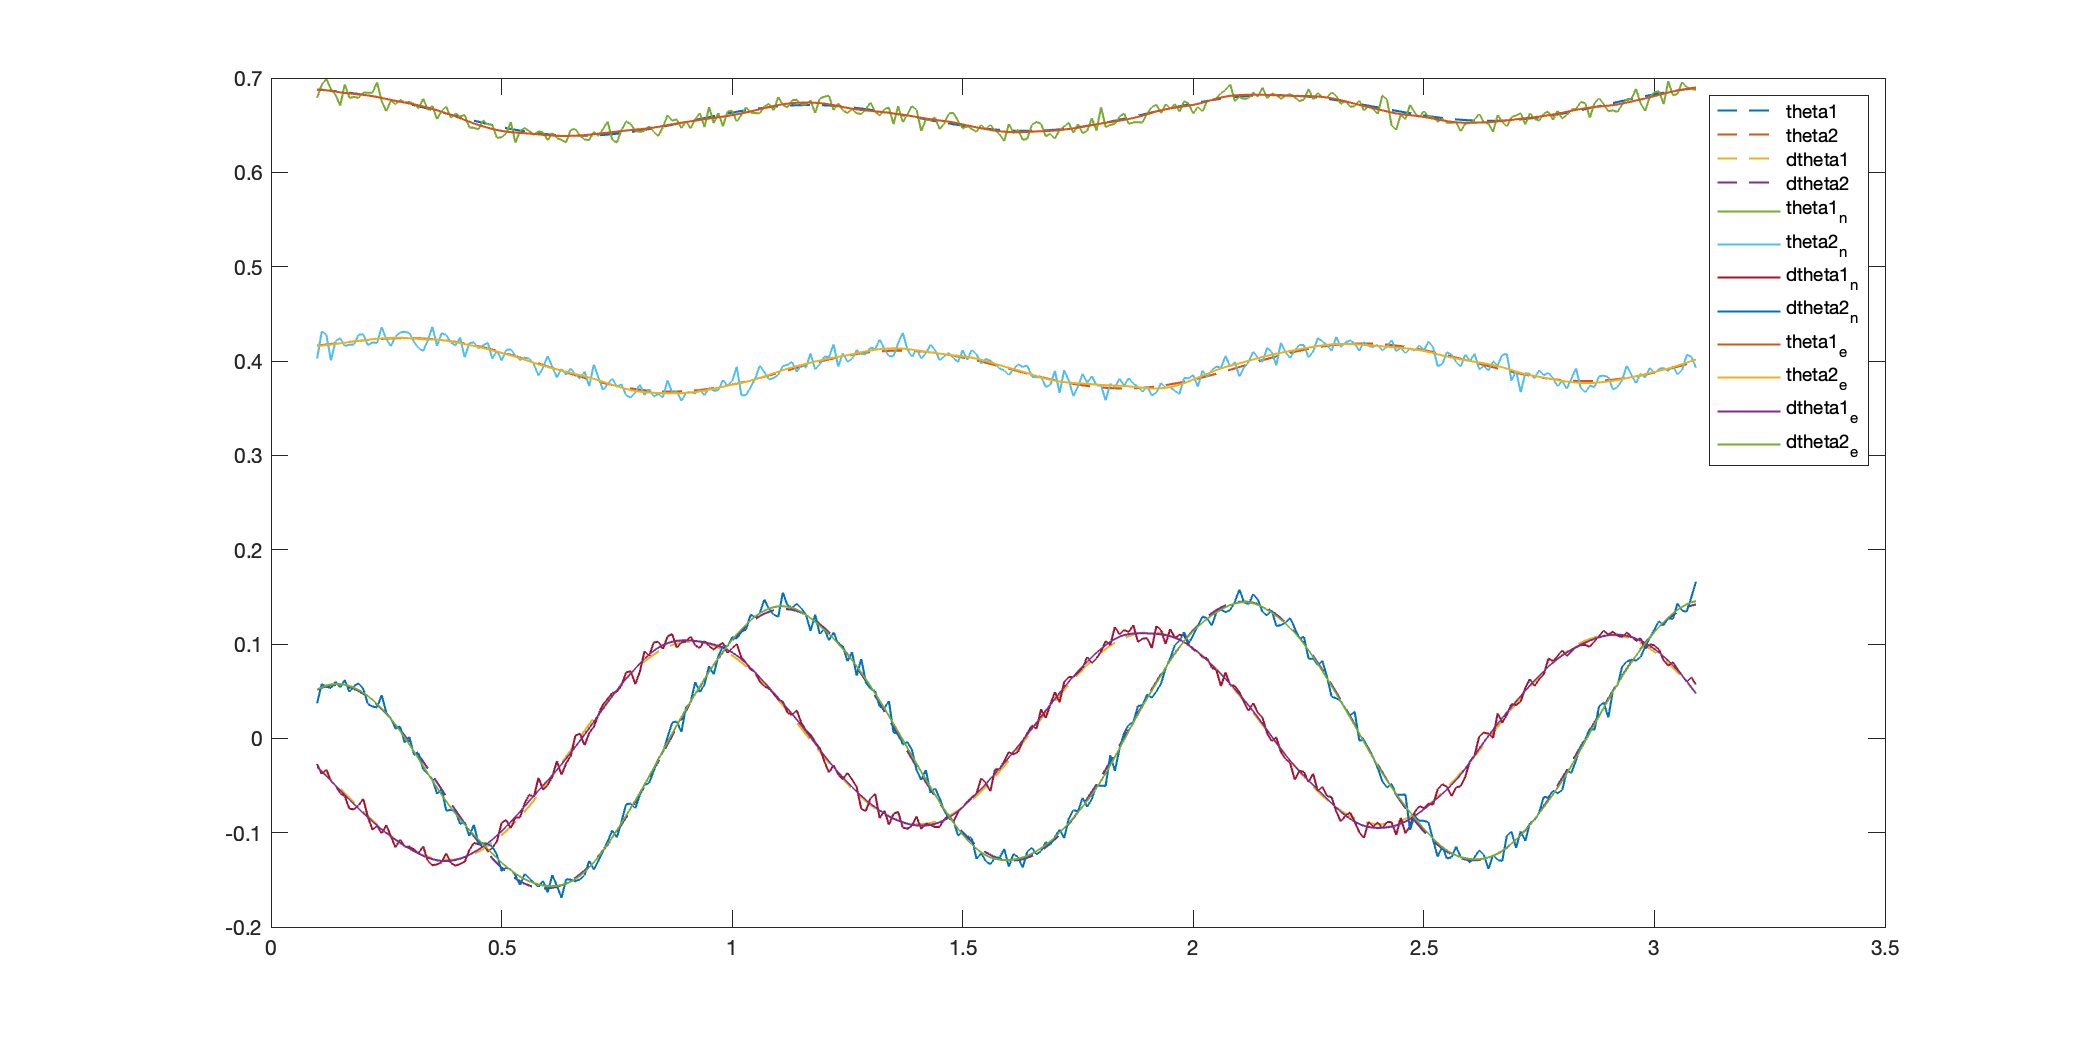 0.7
0.6
0.5
0.4
0.3
0.2
0.1
0
-0.1
-0.2
0 0.5 1 1.5 2 2.5 3 3.5
theta1
theta2
dtheta1
dtheta2
theta1n
theta2n
dtheta1n
dtheta2n
theta1e
theta2e
dtheta1e
dtheta2e